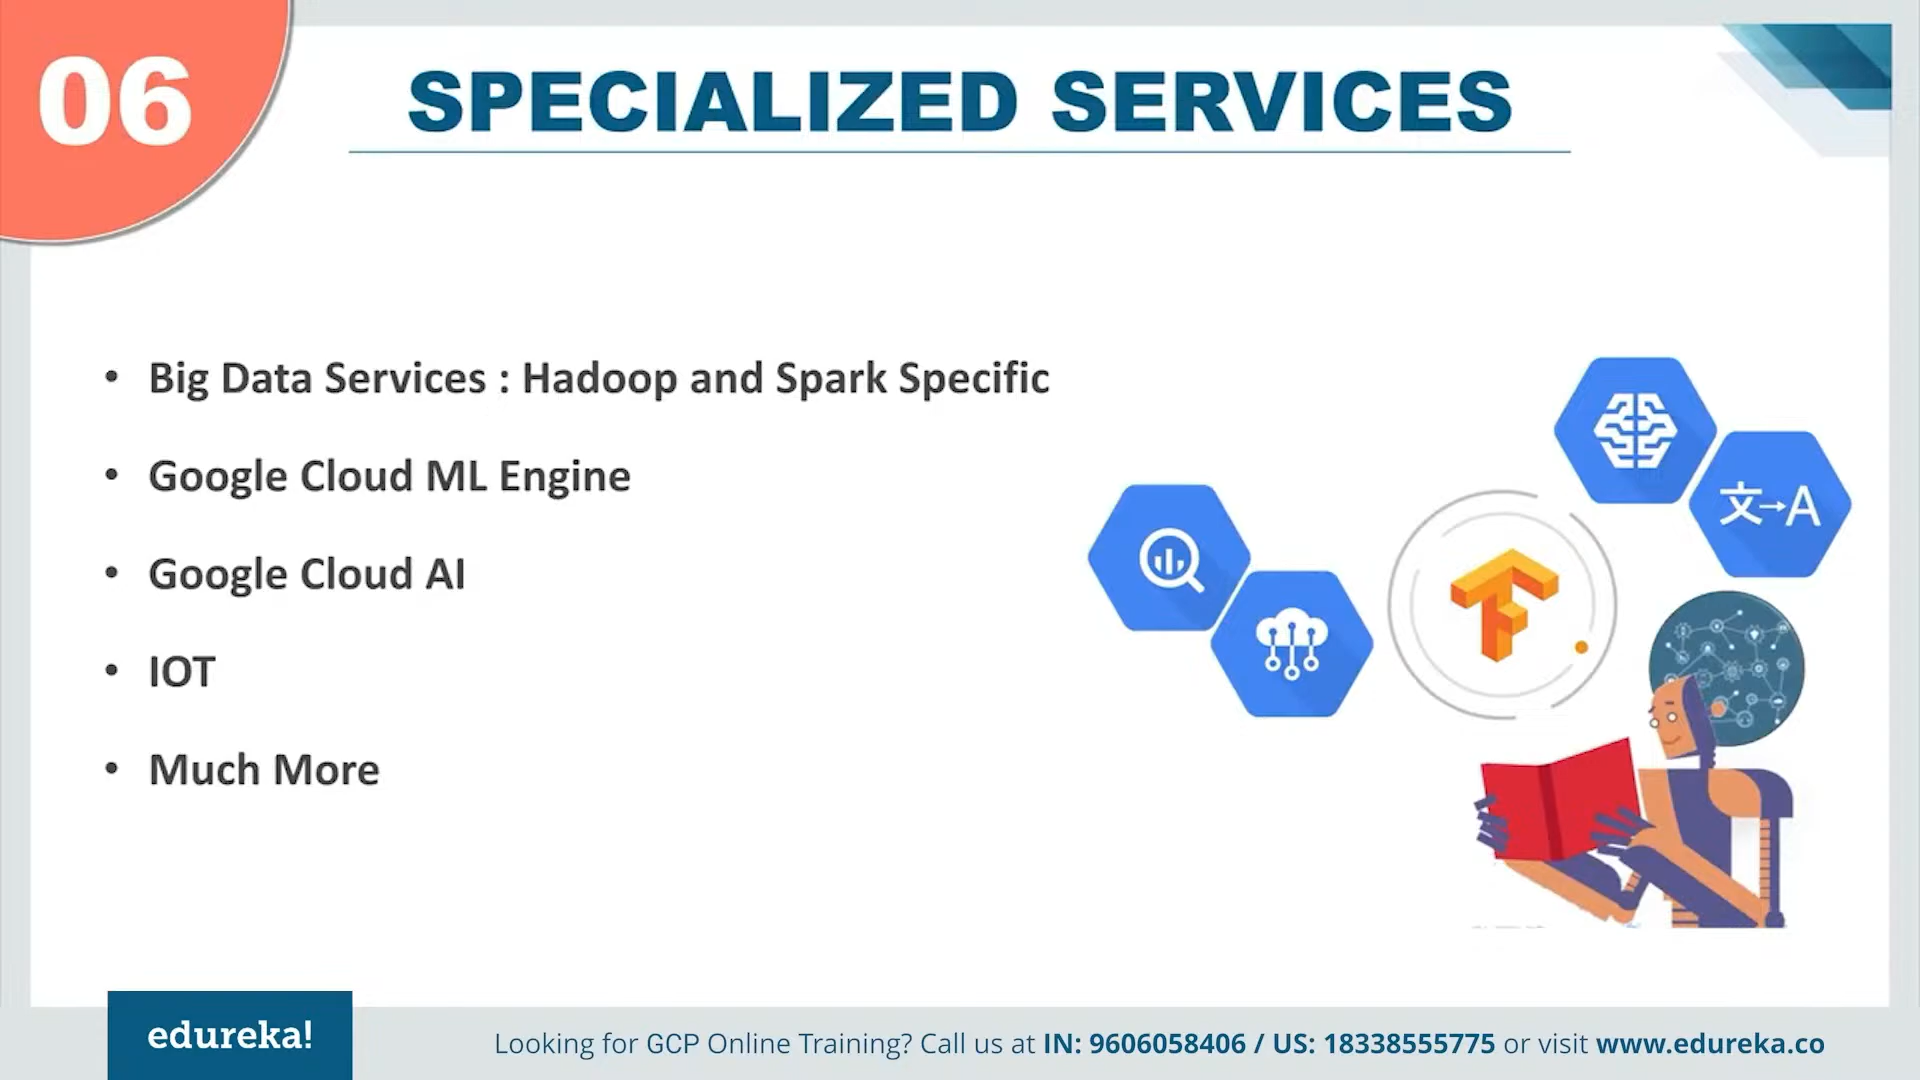 06
SPECIALIZED SERVICES
• Big Data Services : Hadoop and Spark Specific
• Google Cloud ML Engine
• Google Cloud AI
• IOT
• Much More
文→A
edureka!
Looking for GCP Online Training? Call us at IN: 9606058406 / US: 18338555775 or visit www.edureka.co